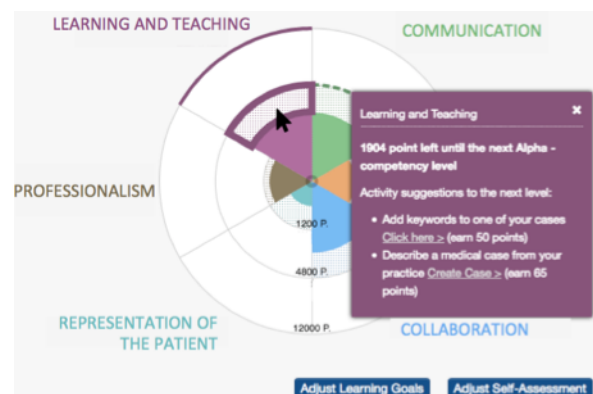 LEARNING AND TEACHING
COMMUNICATION
Learning and Teaching
×
1904 point left until the next Alpha -
competency level
Activity suggestions to the next level:
• Add keywords to one of your cases
Click here > (earn 50 points)
• Describe a medical case from your
practice Create Case > (earn 65
points)
PROFESSIONALISM
1200 P.
4800 P.
12000 P.
REPRESENTATION OF
THE PATIENT
COLLABORATION
Adjust Learning Goals
Adjust Self-Assessment